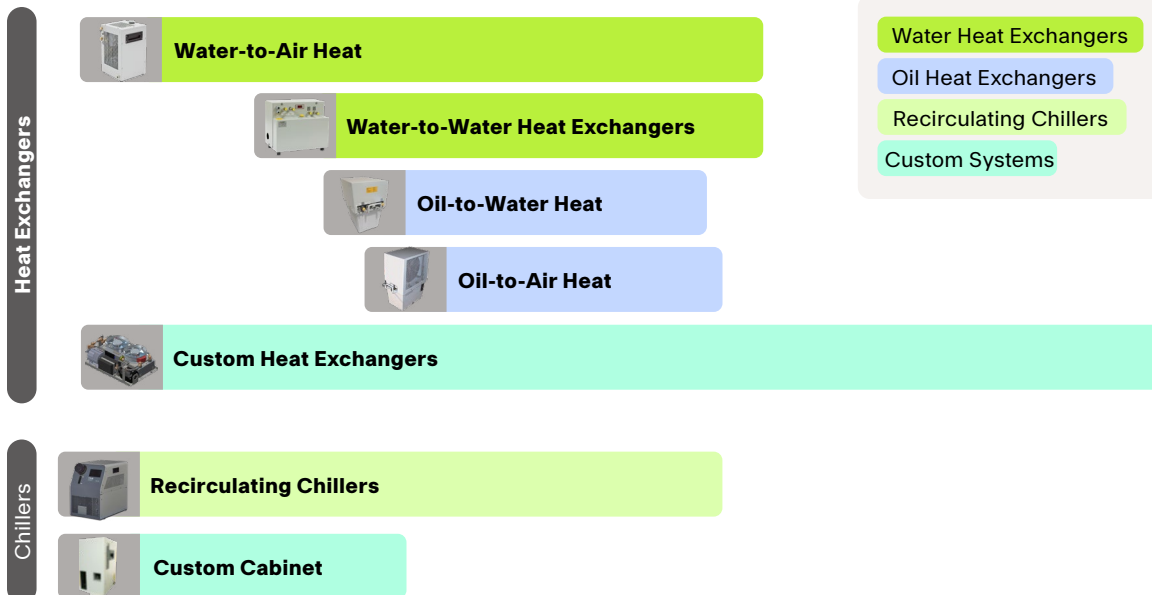 Heat Exchangers
Water-to-Air Heat
Water-to-Water Heat Exchangers
Oil-to-Water Heat
Oil-to-Air Heat
Custom Heat Exchangers
Water Heat Exchangers
Oil Heat Exchangers
Recirculating Chillers
Custom Systems
Chillers
Recirculating Chillers
Custom Cabinet